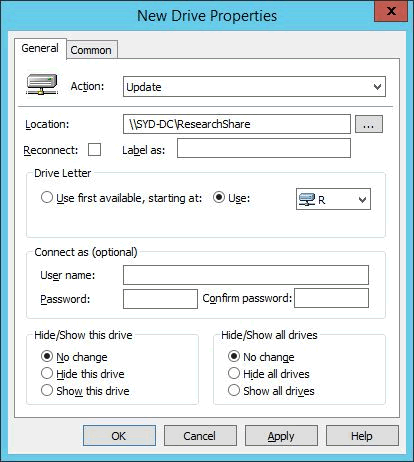 New Drive Properties
x
General Common
Action: Update
Location: \\SYD-DC\ResearchShare ...
Reconnect: Label as:
Drive Letter
Use first available, starting at: Use: R
Connect as (optional)
User name:
Password: Confirm password:
Hide/Show this drive Hide/Show all drives
No change No change
Hide this drive Hide all drives
Show this drive Show all drives
OK Cancel Apply Help